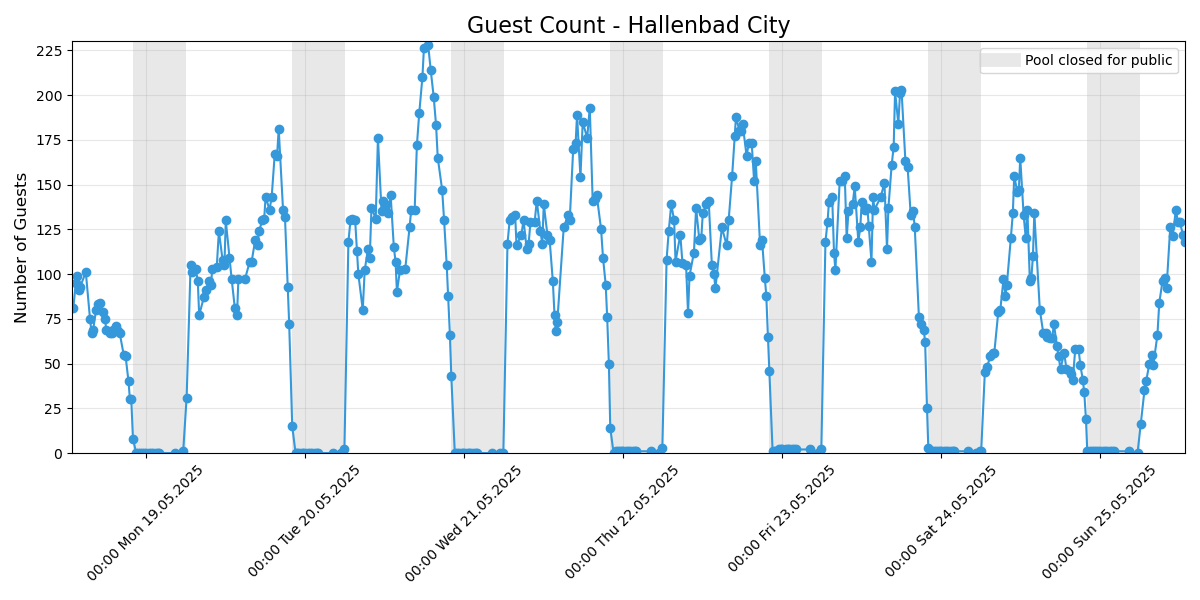 Guest Count - Hallenbad City
Pool closed for public
Number of Guests
225
200
175
150
125
100
75
50
25
0
00:00 Mon 19.05.2025
00:00 Tue 20.05.2025
00:00 Wed 21.05.2025
00:00 Thu 22.05.2025
00:00 Fri 23.05.2025
00:00 Sat 24.05.2025
00:00 Sun 25.05.2025